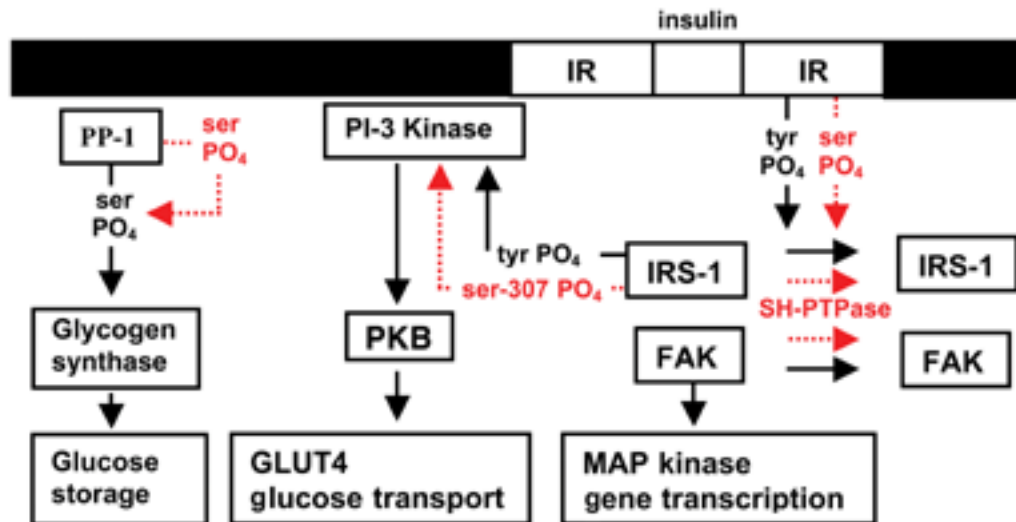 insulin
IR
IR
PP-1
ser
PO₄
ser
PO₄
PI-3 Kinase
tyr
PO₄
ser
PO₄
tyr PO₄
ser-307 PO₄
IRS-1
IRS-1
SH-PTPase
Glycogen
synthase
PKB
FAK
FAK
Glucose
storage
GLUT4
glucose transport
MAP kinase
gene transcription